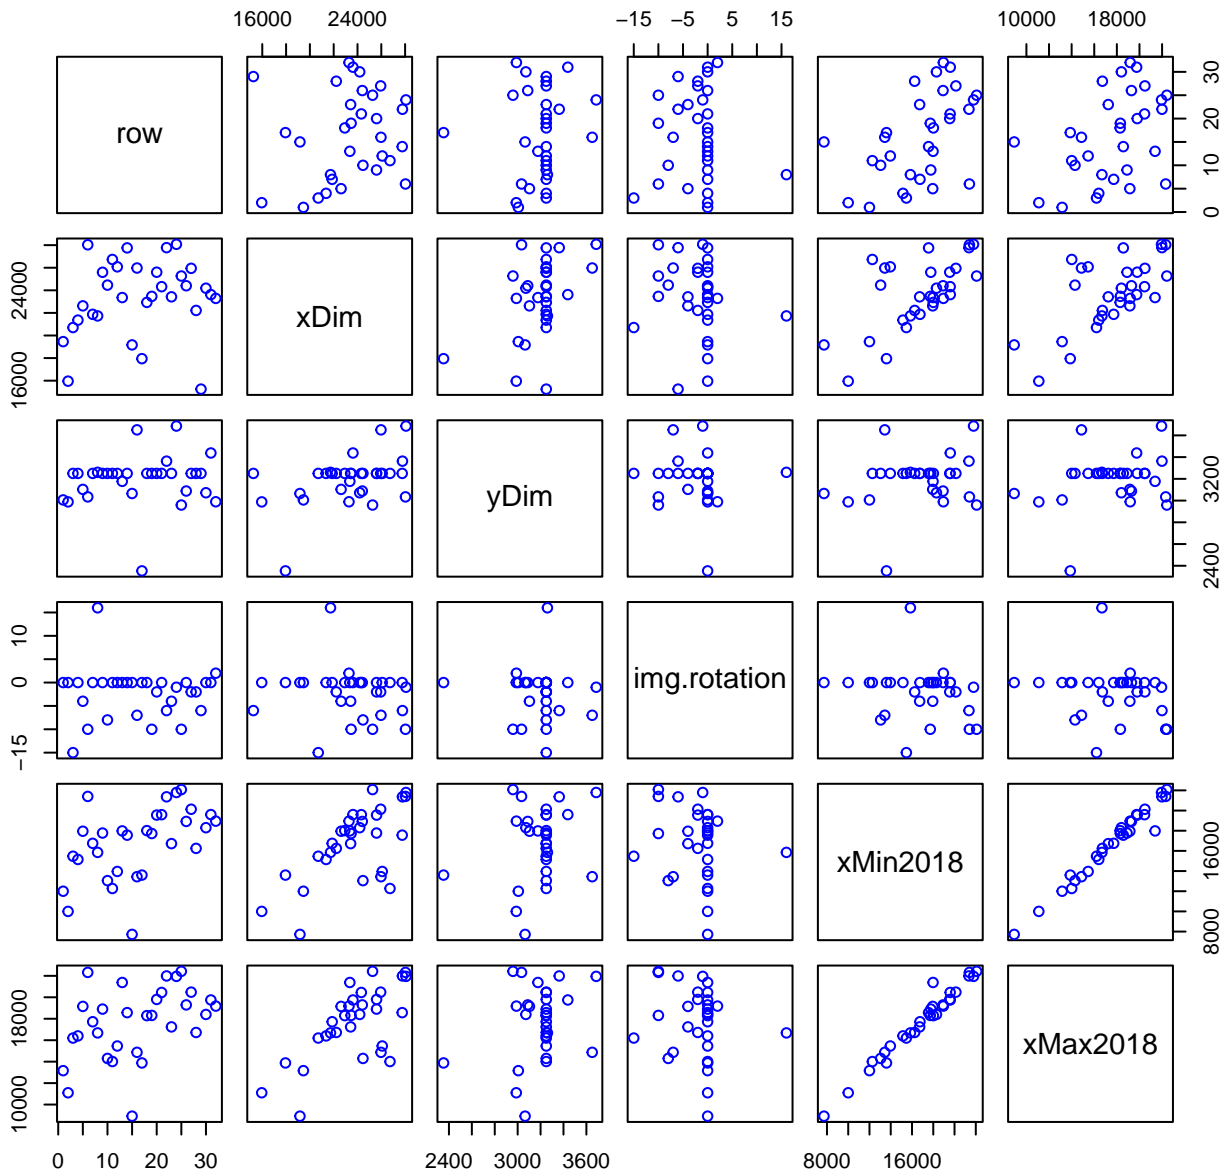 16000 24000 -15 -5 5 15 10000 18000
row 0 10 20 30
16000 24000 xDim
yDim 2400 3200
-15 0 10 img.rotation
xMin2018 8000 16000
10000 18000 xMax2018
0 10 20 30 2400 3000 3600 8000 16000